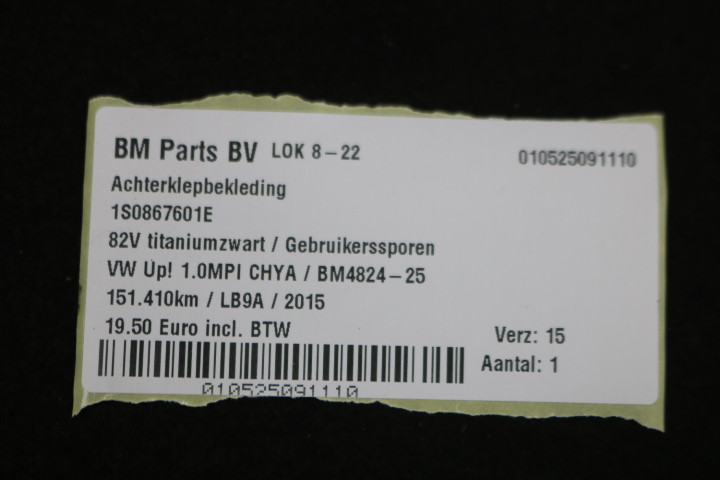 BM Parts BV LOK 8-22 010525091110
Achterklepbekleding
1S0867601E
82V titaniumzwart / Gebruikerssporen
VW Up! 1.0MPI CHYA / BM4824-25
151.410km / LB9A / 2015
19.50 Euro incl. BTW Verz: 15
Aantal: 1
010525091110